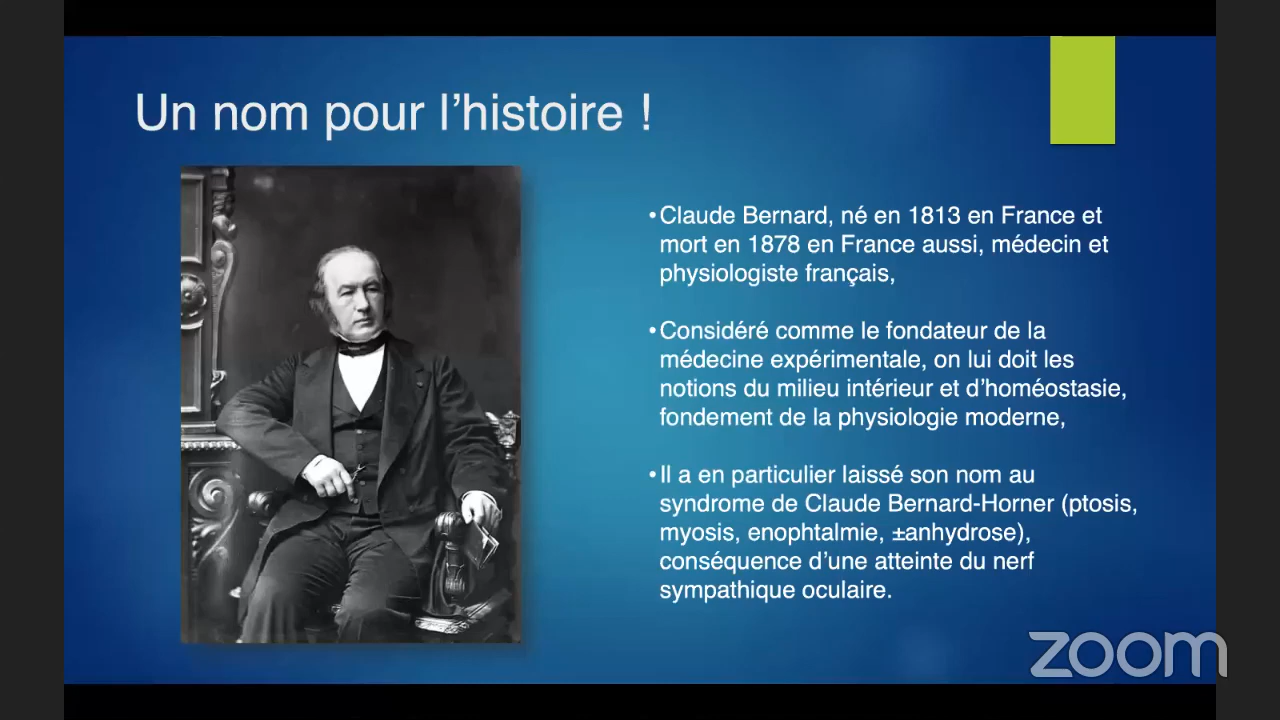 Un nom pour l’histoire !
•Claude Bernard, né en 1813 en France et
mort en 1878 en France aussi, médecin et
physiologiste français,
•Considéré comme le fondateur de la
médecine expérimentale, on lui doit les
notions du milieu intérieur et d’homéostasie,
fondement de la physiologie moderne,
•Il a en particulier laissé son nom au
syndrome de Claude Bernard-Horner (ptosis,
myosis, enophtalmie, ±anhydrose),
conséquence d’une atteinte du nerf
sympathique oculaire.
zoom